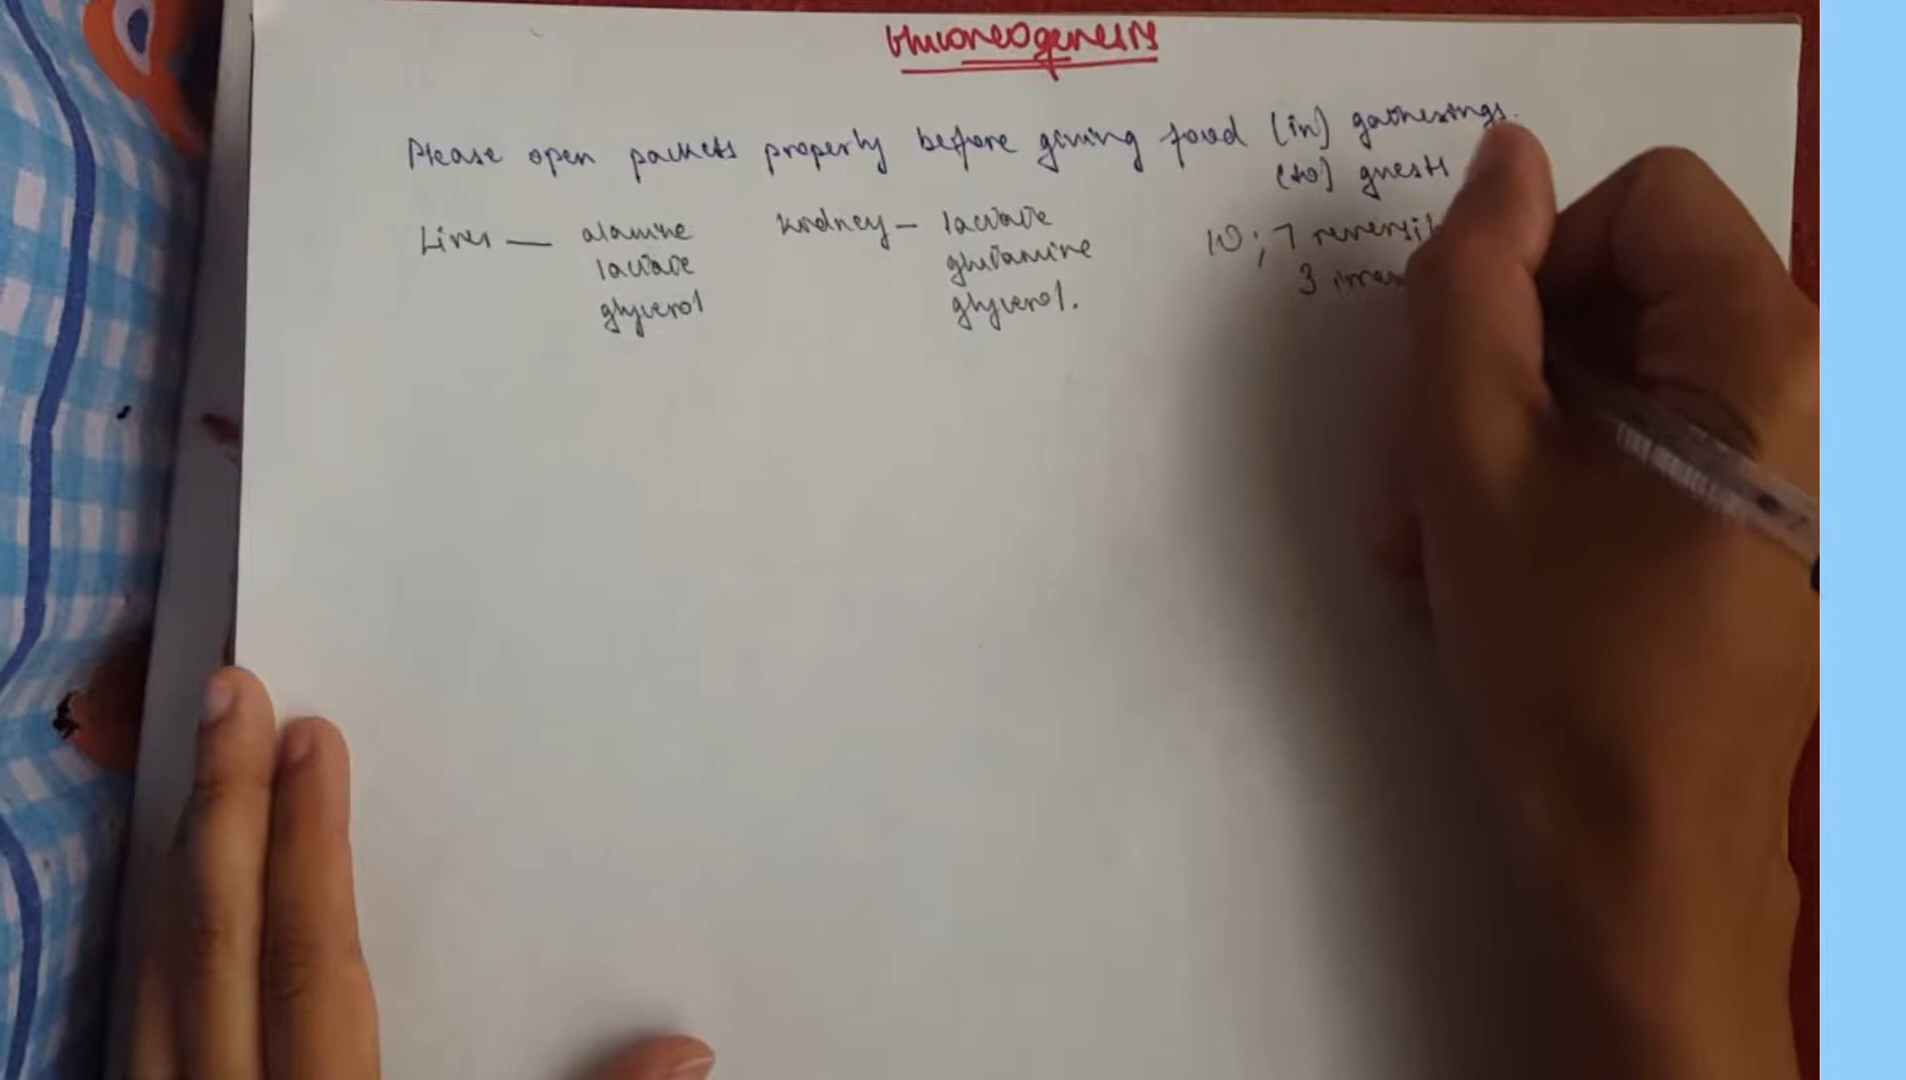 Gluconeogenesis
Please open packets properly before giving food (in) gatherings.
(to) guests
Liver — alanine
lactate
glycerol
Kidney — lactate
glutamine
glycerol.
10; 7
3